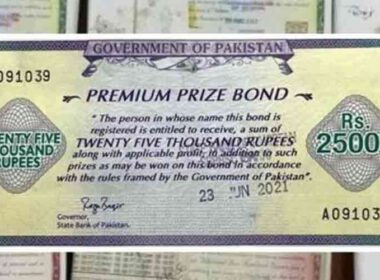 GOVERNMENT OF PAKISTAN
A091039
PREMIUM PRIZE BOND
" The person in whose name this bond is
registered is entitled to receive, a sum of
TWENTY FIVE THOUSAND RUPEES
along with applicable profit, in addition to such
prizes as may be won on this bond in accordance
with the rules framed by the Government of Pakistan".
TWENTY FIVE
THOUSAND
RUPEES
Rs.
2500
23 JUN 2021
Governor,
State Bank of Pakistan.
A09103